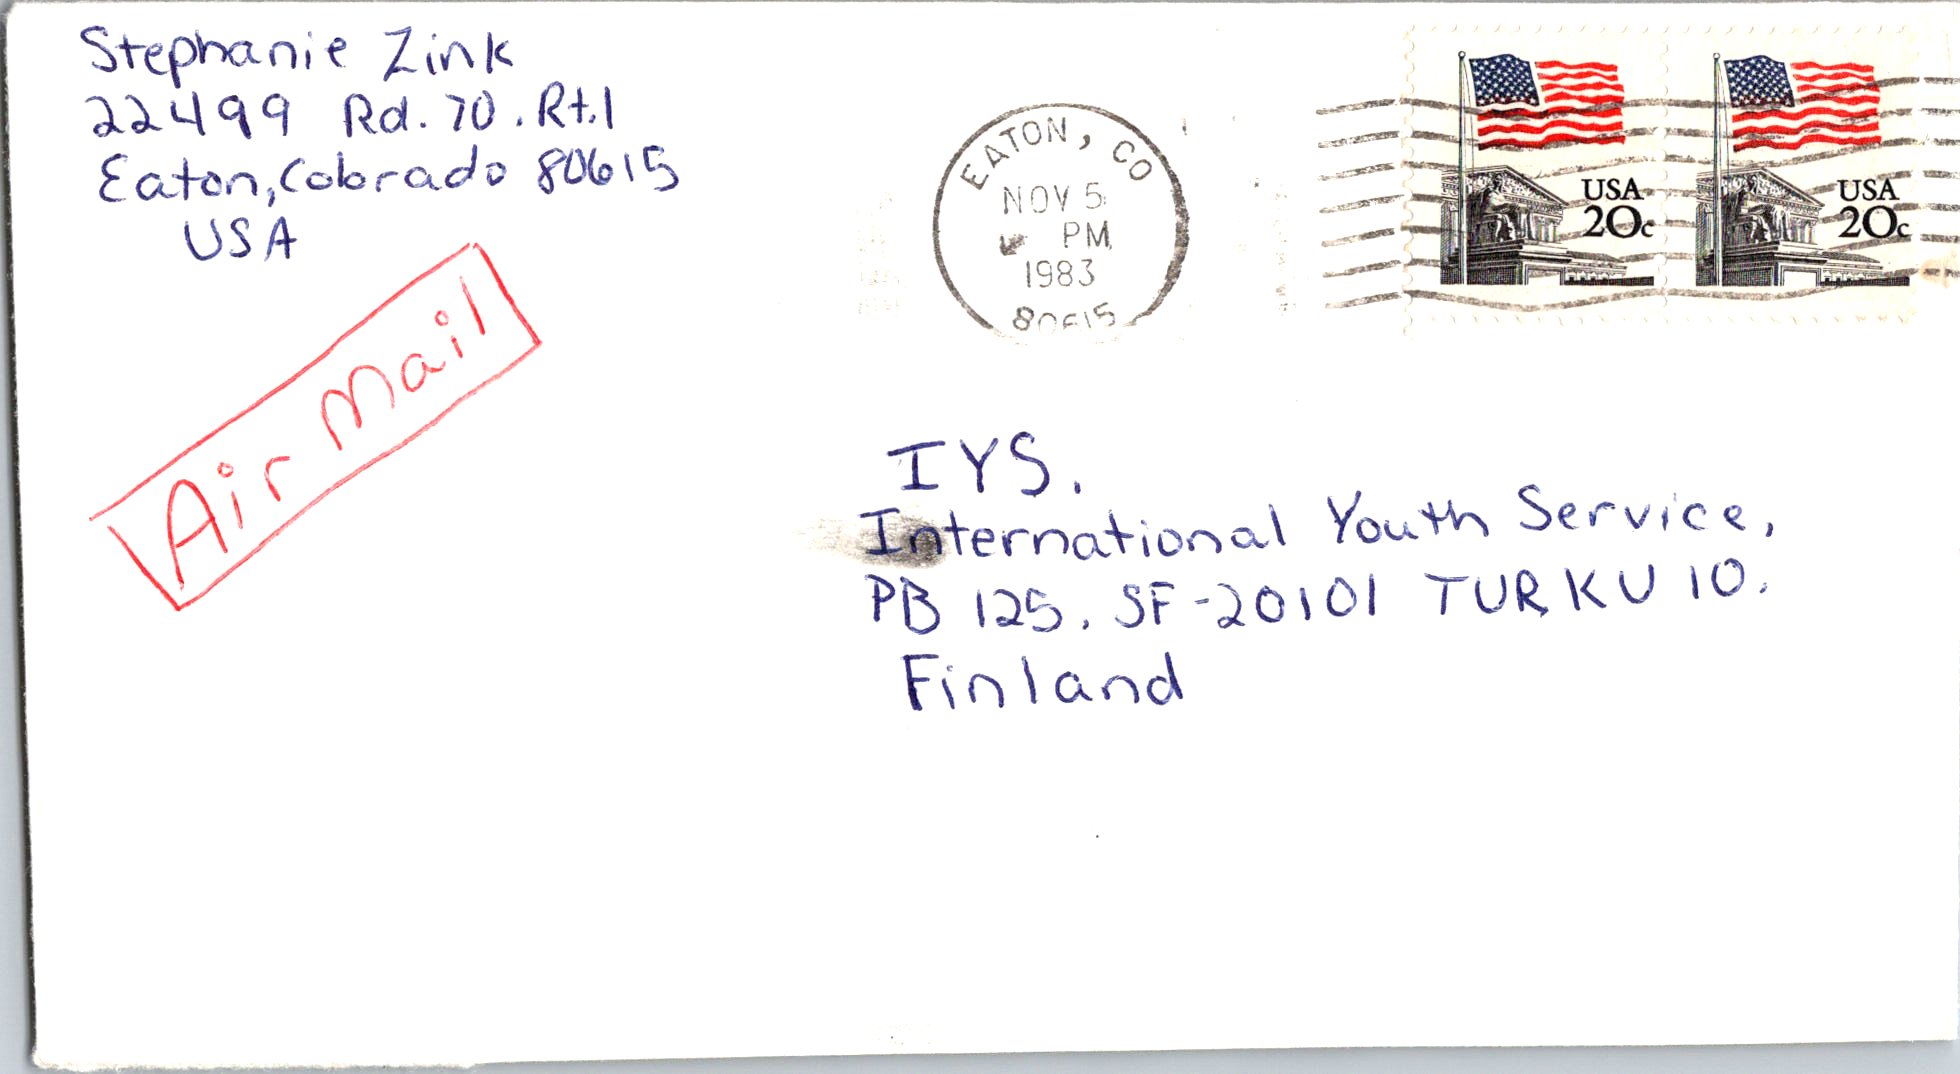 Stephanie Zink
22499 Rd. 70. Rt.1
Eaton, Colorado 80615
USA
Air Mail
EATON, CO
NOV 5
PM
1983
80615
USA
20c
USA
20c
IYS.
International Youth Service,
PB 125. SF-20101 TURKU 10.
Finland